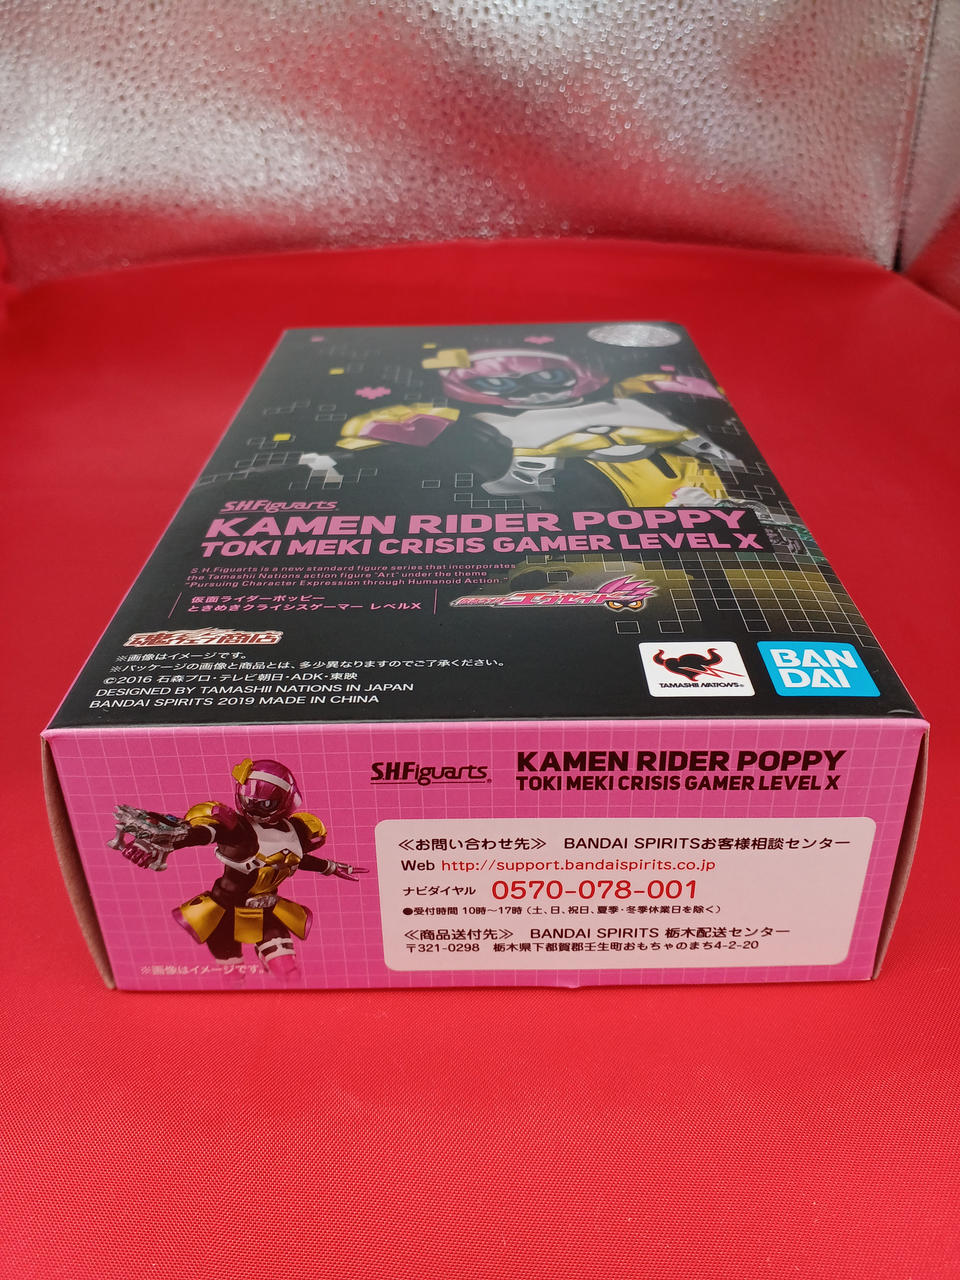 S.H.Figuarts
KAMEN RIDER POPPY
TOKI MEKI CRISIS GAMER LEVEL X
S.H.Figuarts is a new standard figure series that incorporates
the Tamashii Nations action figure "Art" under the theme
"Pursuing Character Expression through Humanoid Action."
仮面ライダーポッピー
ときめきクライシスゲーマー レベルX
仮面ライダーエグゼイド
魂ウェブ商店
※画像はイメージです。
※パッケージの画像と商品とは、多少異なりますのでご了承ください。
©2016 石森プロ・テレビ朝日・ADK・東映
DESIGNED BY TAMASHII NATIONS IN JAPAN
BANDAI SPIRITS 2019 MADE IN CHINA
TAMASHII NATIONS®
BAN
DAI
S.H.Figuarts®
KAMEN RIDER POPPY
TOKI MEKI CRISIS GAMER LEVEL X
≪お問い合わせ先≫ BANDAI SPIRITSお客様相談センター
Web http://support.bandaispirits.co.jp
ナビダイヤル 0570-078-001
●受付時間 10時～17時（土、日、祝日、夏季・冬季休業日を除く）
≪商品送付先≫ BANDAI SPIRITS 栃木配送センター
〒321-0298 栃木県下都賀郡壬生町おもちゃのまち4-2-20
※画像はイメージです。